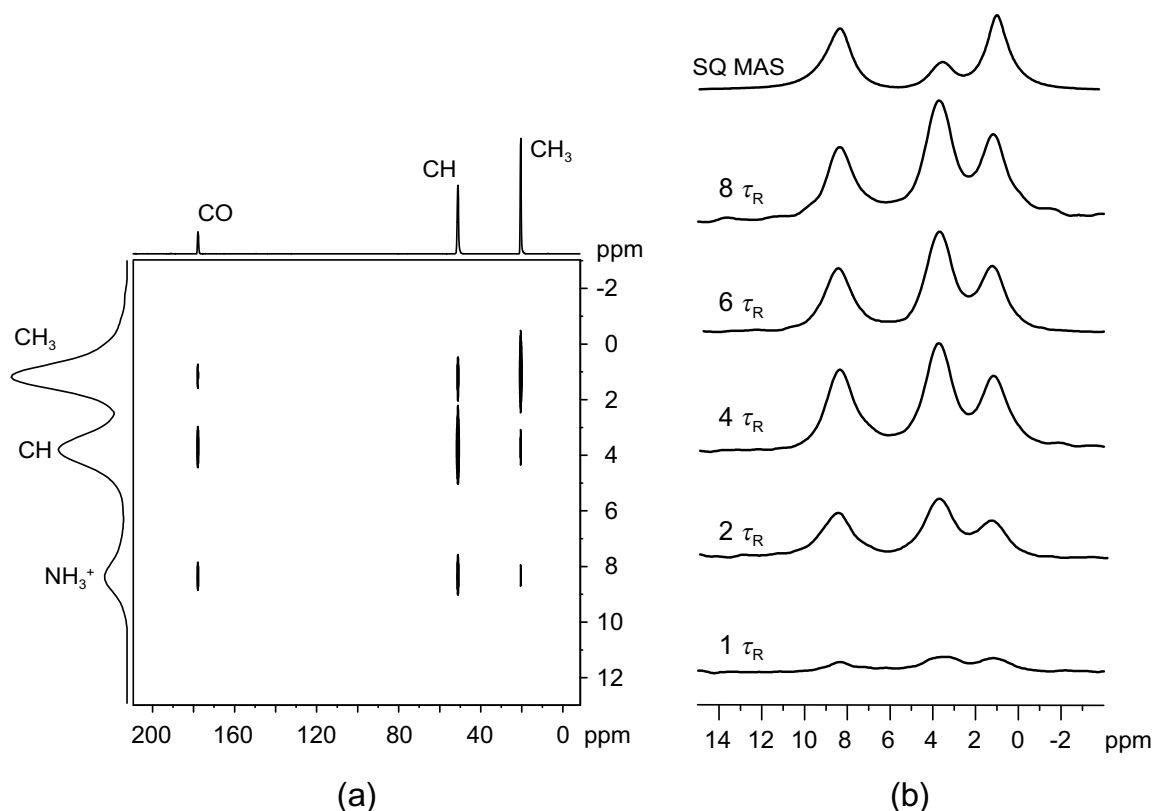 CO
CH
CH₃
ppm
CH₃
CH
NH₃⁺
-2
0
2
4
6
8
10
12
200 160 120 80 40 0 ppm
(a)
SQ MAS
8 τR
6 τR
4 τR
2 τR
1 τR
14 12 10 8 6 4 2 0 -2 ppm
(b)